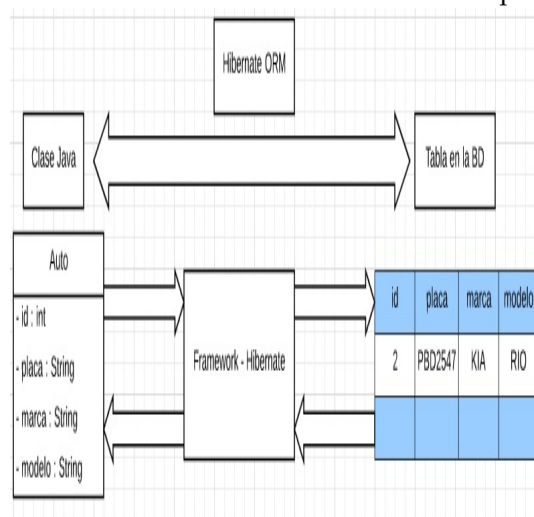 Hibernate ORM
Clase Java
Tabla en la BD
Auto
- id : int
- placa : String
- marca : String
- modelo : String
Framework - Hibernate
id placa marca modelo
2 PBD2547 KIA RIO